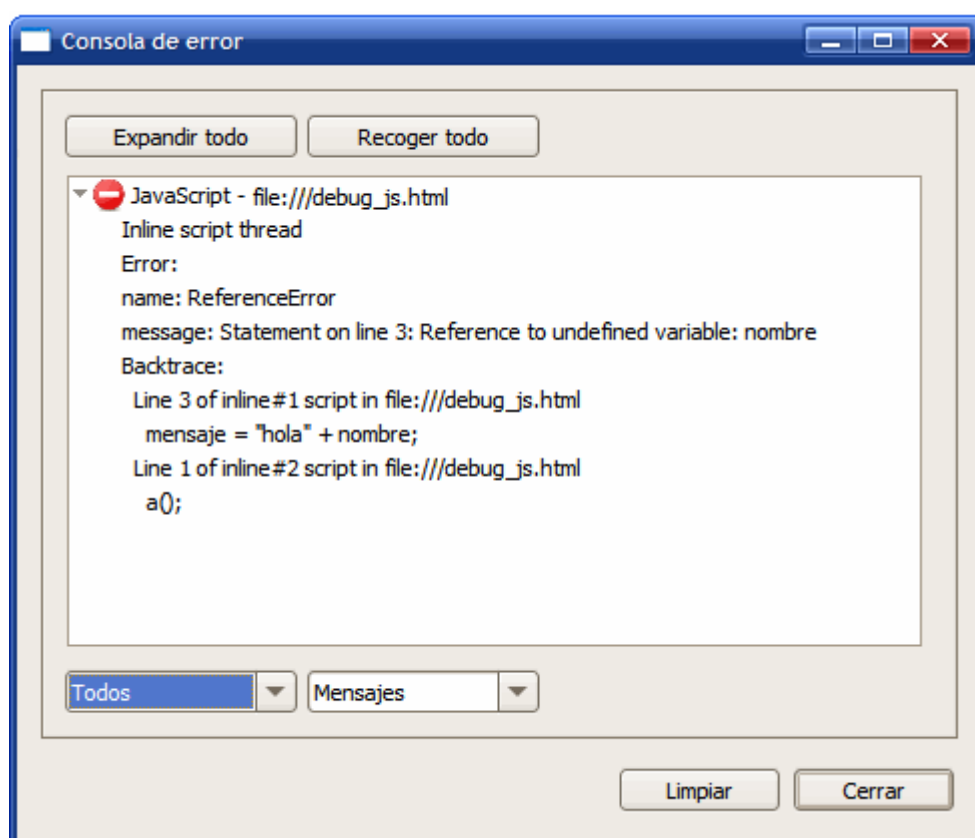 Consola de error
Expandir todo Recoger todo
JavaScript - file:///debug_js.html
Inline script thread
Error:
name: ReferenceError
message: Statement on line 3: Reference to undefined variable: nombre
Backtrace:
Line 3 of inline#1 script in file:///debug_js.html
mensaje = "hola" + nombre;
Line 1 of inline#2 script in file:///debug_js.html
a();
Todos Mensajes
Limpiar Cerrar